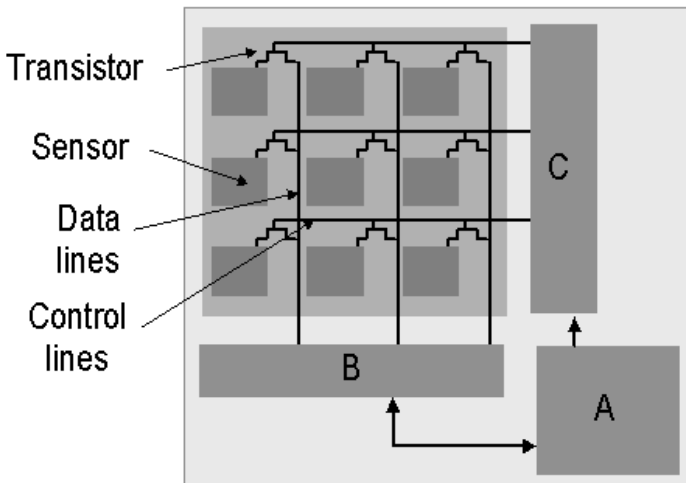 Transistor
Sensor
Data
lines
Control
lines
C
B
A